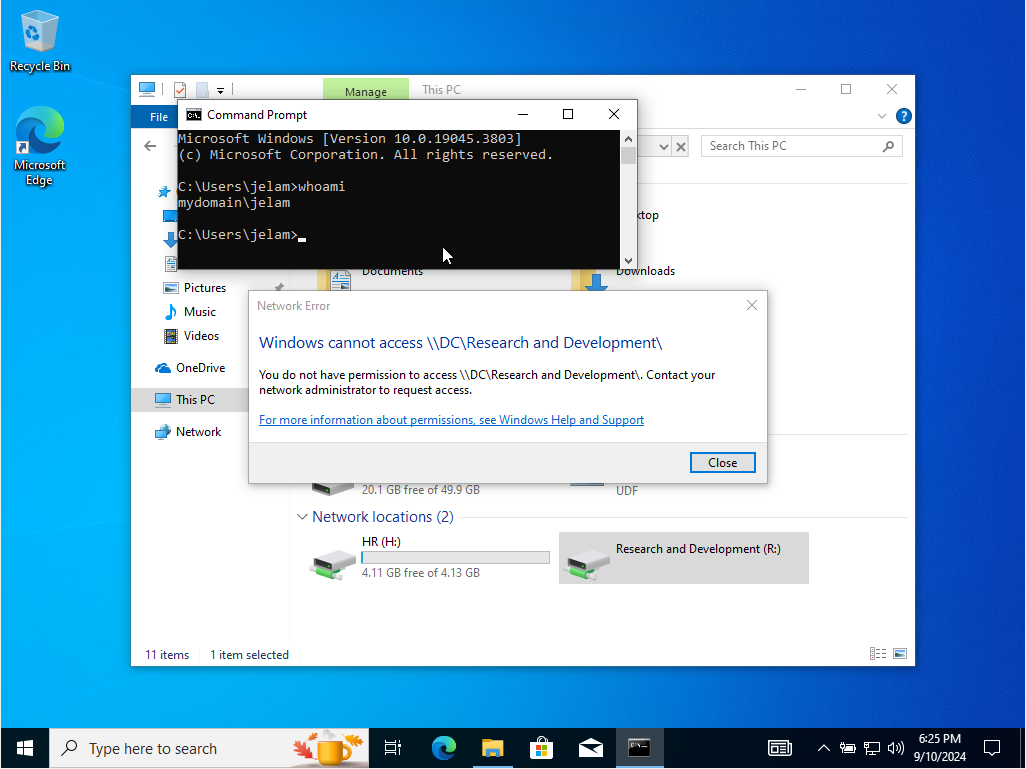 Recycle Bin
Microsoft
Edge
Manage
This PC
File
Search This PC
Command Prompt
Microsoft Windows [Version 10.0.19045.3803]
(c) Microsoft Corporation. All rights reserved.
C:\Users\jelam>whoami
mydomain\jelam
C:\Users\jelam>
ktop
Documents
Downloads
Pictures
Music
Videos
OneDrive
This PC
Network
Network Error
Windows cannot access \\DC\Research and Development\
You do not have permission to access \\DC\Research and Development\. Contact your
network administrator to request access.
For more information about permissions, see Windows Help and Support
Close
20.1 GB free of 49.9 GB
UDF
Network locations (2)
HR (H:)
4.11 GB free of 4.13 GB
Research and Development (R:)
11 items
1 item selected
Type here to search
6:25 PM
9/10/2024